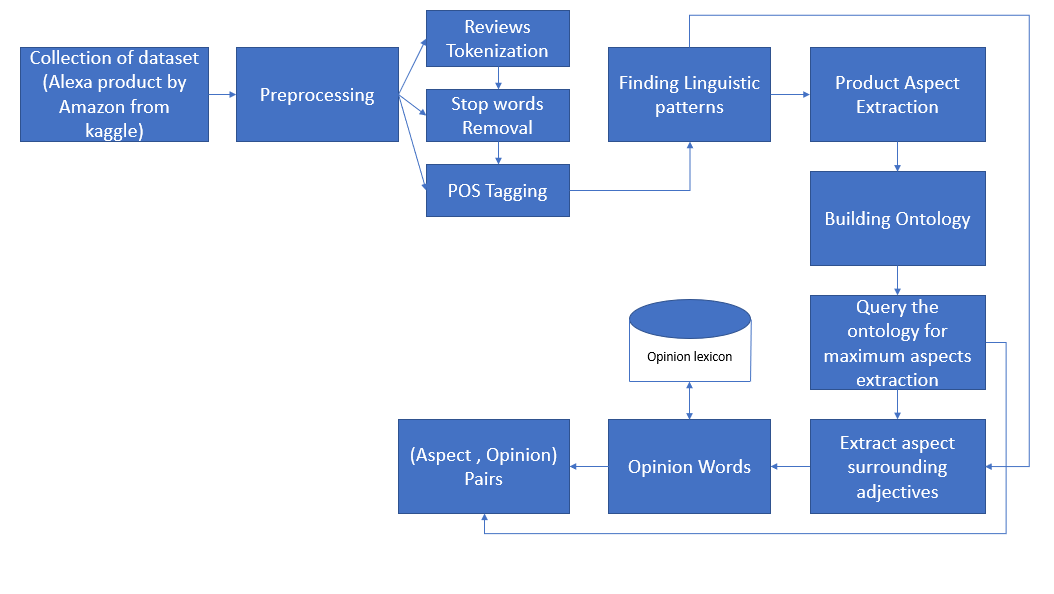 Collection of dataset
(Alexa product by
Amazon from
kaggle)
Preprocessing
Reviews
Tokenization
Stop words
Removal
POS Tagging
Finding Linguistic
patterns
Product Aspect
Extraction
Building Ontology
Query the
ontology for
maximum aspects
extraction
Opinion lexicon
Extract aspect
surrounding
adjectives
Opinion Words
(Aspect , Opinion)
Pairs